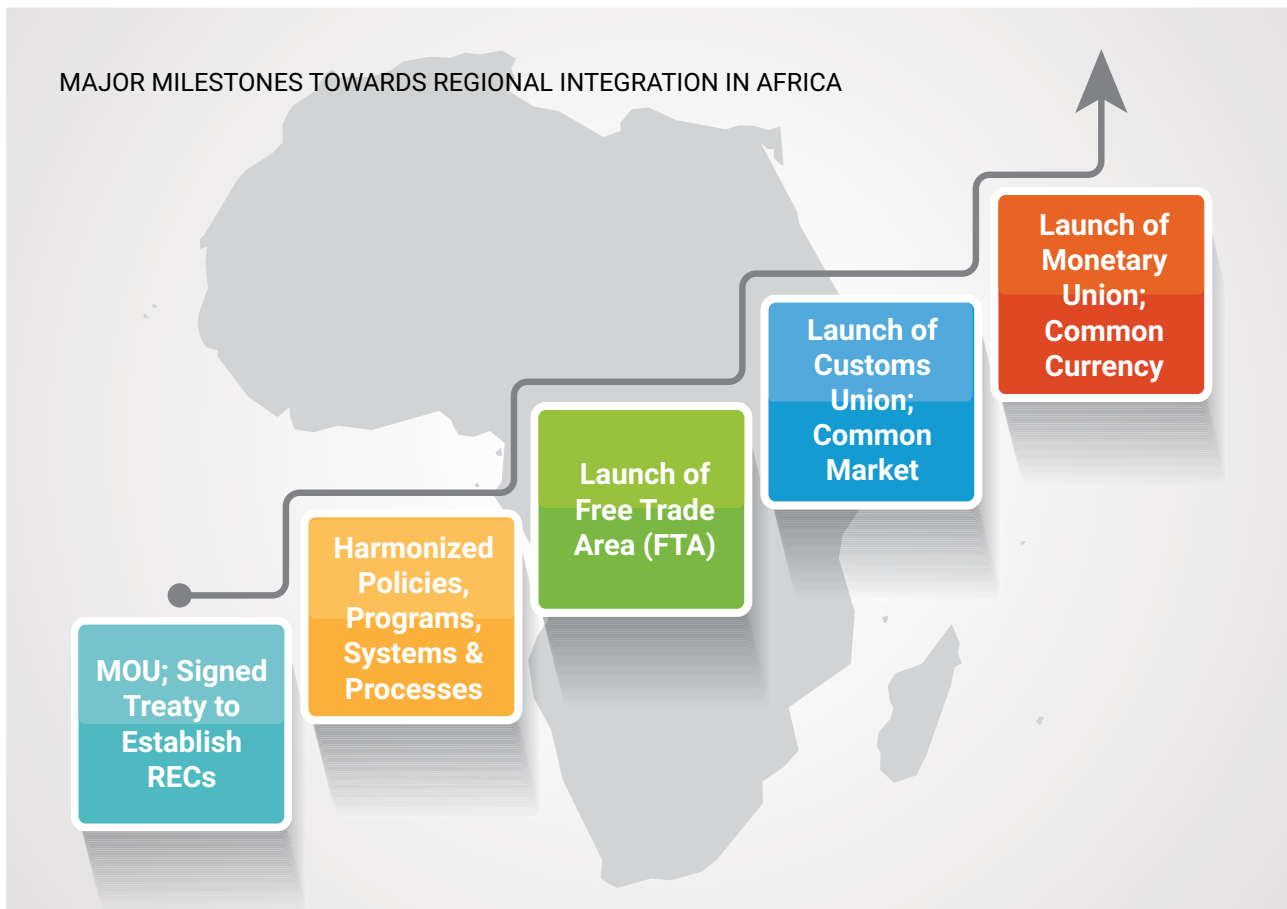 MAJOR MILESTONES TOWARDS REGIONAL INTEGRATION IN AFRICA
MOU; Signed
Treaty to
Establish
RECs
Harmonized
Policies,
Programs,
Systems &
Processes
Launch of
Free Trade
Area (FTA)
Launch of
Customs
Union;
Common
Market
Launch of
Monetary
Union;
Common
Currency